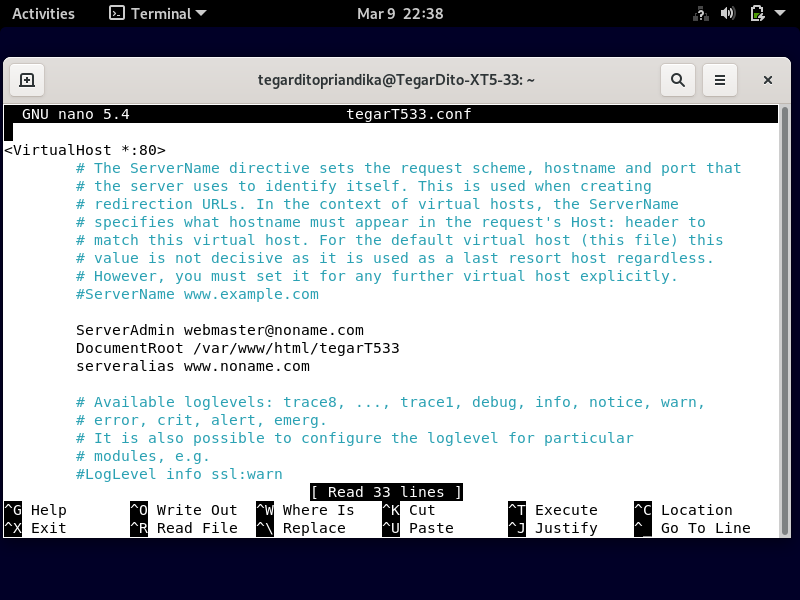 Activities Terminal Mar 9 22:38
tegarditopriandika@TegarDito-XT5-33: ~
GNU nano 5.4 tegarT533.conf
<VirtualHost *:80>
# The ServerName directive sets the request scheme, hostname and port that
# the server uses to identify itself. This is used when creating
# redirection URLs. In the context of virtual hosts, the ServerName
# specifies what hostname must appear in the request's Host: header to
# match this virtual host. For the default virtual host (this file) this
# value is not decisive as it is used as a last resort host regardless.
# However, you must set it for any further virtual host explicitly.
#ServerName www.example.com
ServerAdmin webmaster@noname.com
DocumentRoot /var/www/html/tegarT533
serveralias www.noname.com
# Available loglevels: trace8, ..., trace1, debug, info, notice, warn,
# error, crit, alert, emerg.
# It is also possible to configure the loglevel for particular
# modules, e.g.
#LogLevel info ssl:warn
[ Read 33 lines ]
^G Help ^O Write Out ^W Where Is ^K Cut ^T Execute ^C Location
^X Exit ^R Read File ^\ Replace ^U Paste ^J Justify ^_ Go To Line